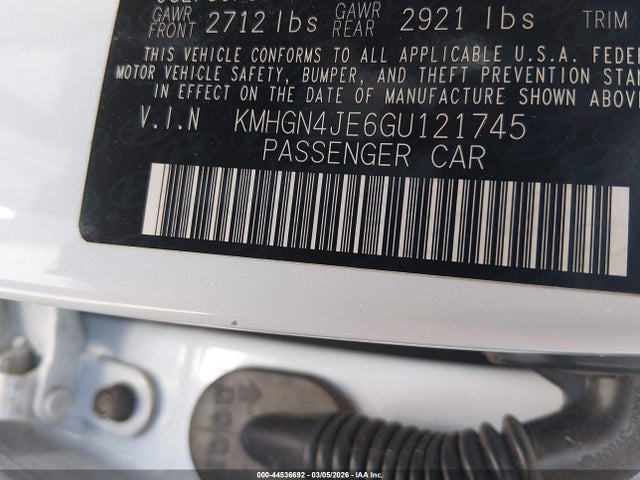 GAWR FRONT 2712 lbs GAWR REAR 2921 lbs TRIM
THIS VEHICLE CONFORMS TO ALL APPLICABLE U.S.A. FEDE
MOTOR VEHICLE SAFETY, BUMPER, AND THEFT PREVENTION STAN
IN EFFECT ON THE DATE OF MANUFACTURE SHOWN ABOVE
V.I.N KMHGN4JE6GU121745
PASSENGER CAR
000-44536692 - 03/05/2026 - IAA Inc.